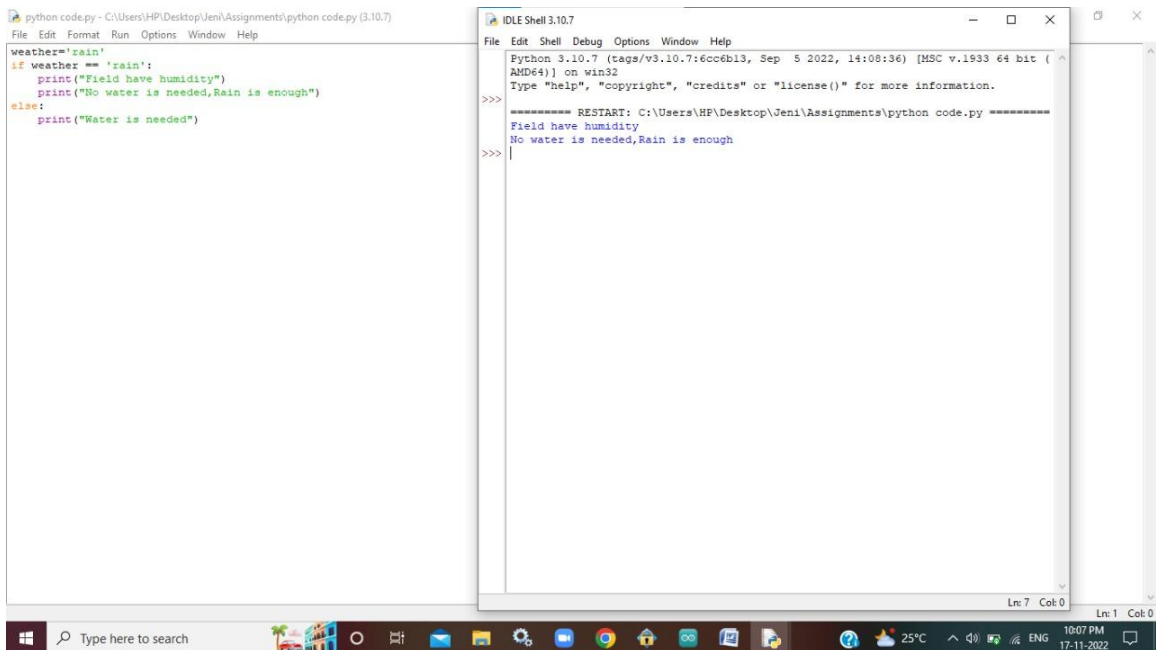 python code.py - C:\Users\HP\Desktop\Jeni\Assignments\python code.py (3.10.7)
File Edit Format Run Options Window Help
weather='rain'
if weather == 'rain':
    print("Field have humidity")
    print("No water is needed,Rain is enough")
else:
    print("Water is needed")
IDLE Shell 3.10.7
File Edit Shell Debug Options Window Help
Python 3.10.7 (tags/v3.10.7:6cc6b13, Sep  5 2022, 14:08:36) [MSC v.1933 64 bit (
AMD64)] on win32
Type "help", "copyright", "credits" or "license()" for more information.
>>>
========= RESTART: C:\Users\HP\Desktop\Jeni\Assignments\python code.py =========
Field have humidity
No water is needed,Rain is enough
>>>
Ln: 7 Col: 0
Ln: 1 Col: 0
Type here to search
25°C
ENG
10:07 PM
17-11-2022